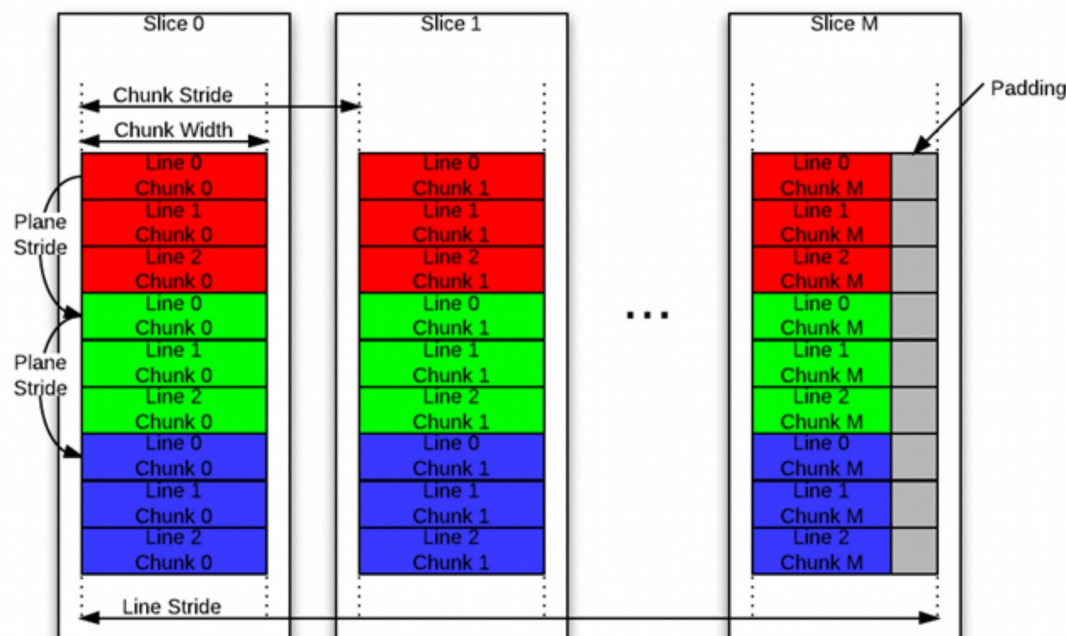 Slice 0
Slice 1
Slice M
Padding
Chunk Stride
Chunk Width
Plane
Stride
Plane
Stride
Line 0
Chunk 0
Line 1
Chunk 0
Line 2
Chunk 0
Line 0
Chunk 0
Line 1
Chunk 0
Line 2
Chunk 0
Line 0
Chunk 0
Line 1
Chunk 0
Line 2
Chunk 0
Line 0
Chunk 1
Line 1
Chunk 1
Line 2
Chunk 1
Line 0
Chunk 1
Line 1
Chunk 1
Line 2
Chunk 1
Line 0
Chunk 1
Line 1
Chunk 1
Line 2
Chunk 1
...
Line 0
Chunk M
Line 1
Chunk M
Line 2
Chunk M
Line 0
Chunk M
Line 1
Chunk M
Line 2
Chunk M
Line 0
Chunk M
Line 1
Chunk M
Line 2
Chunk M
Line Stride